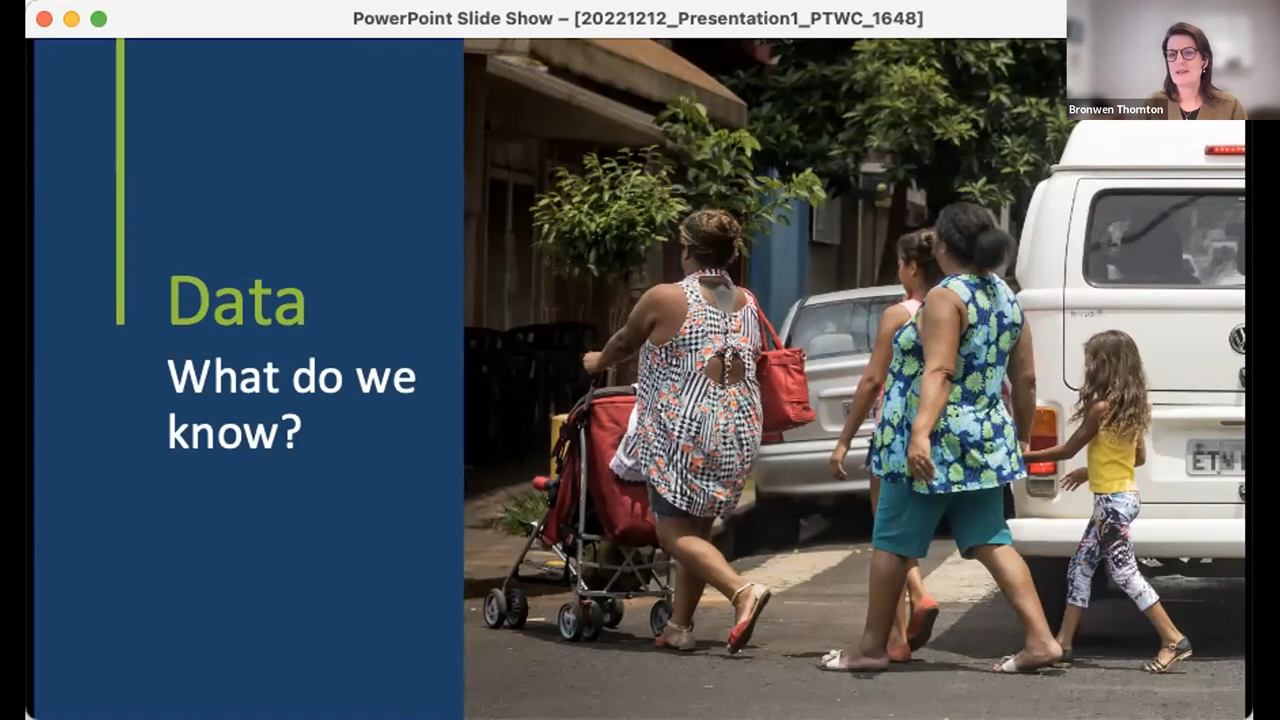 PowerPoint Slide Show – [20221212_Presentation1_PTWC_1648]
Bronwen Thornton
Data
What do we
know?